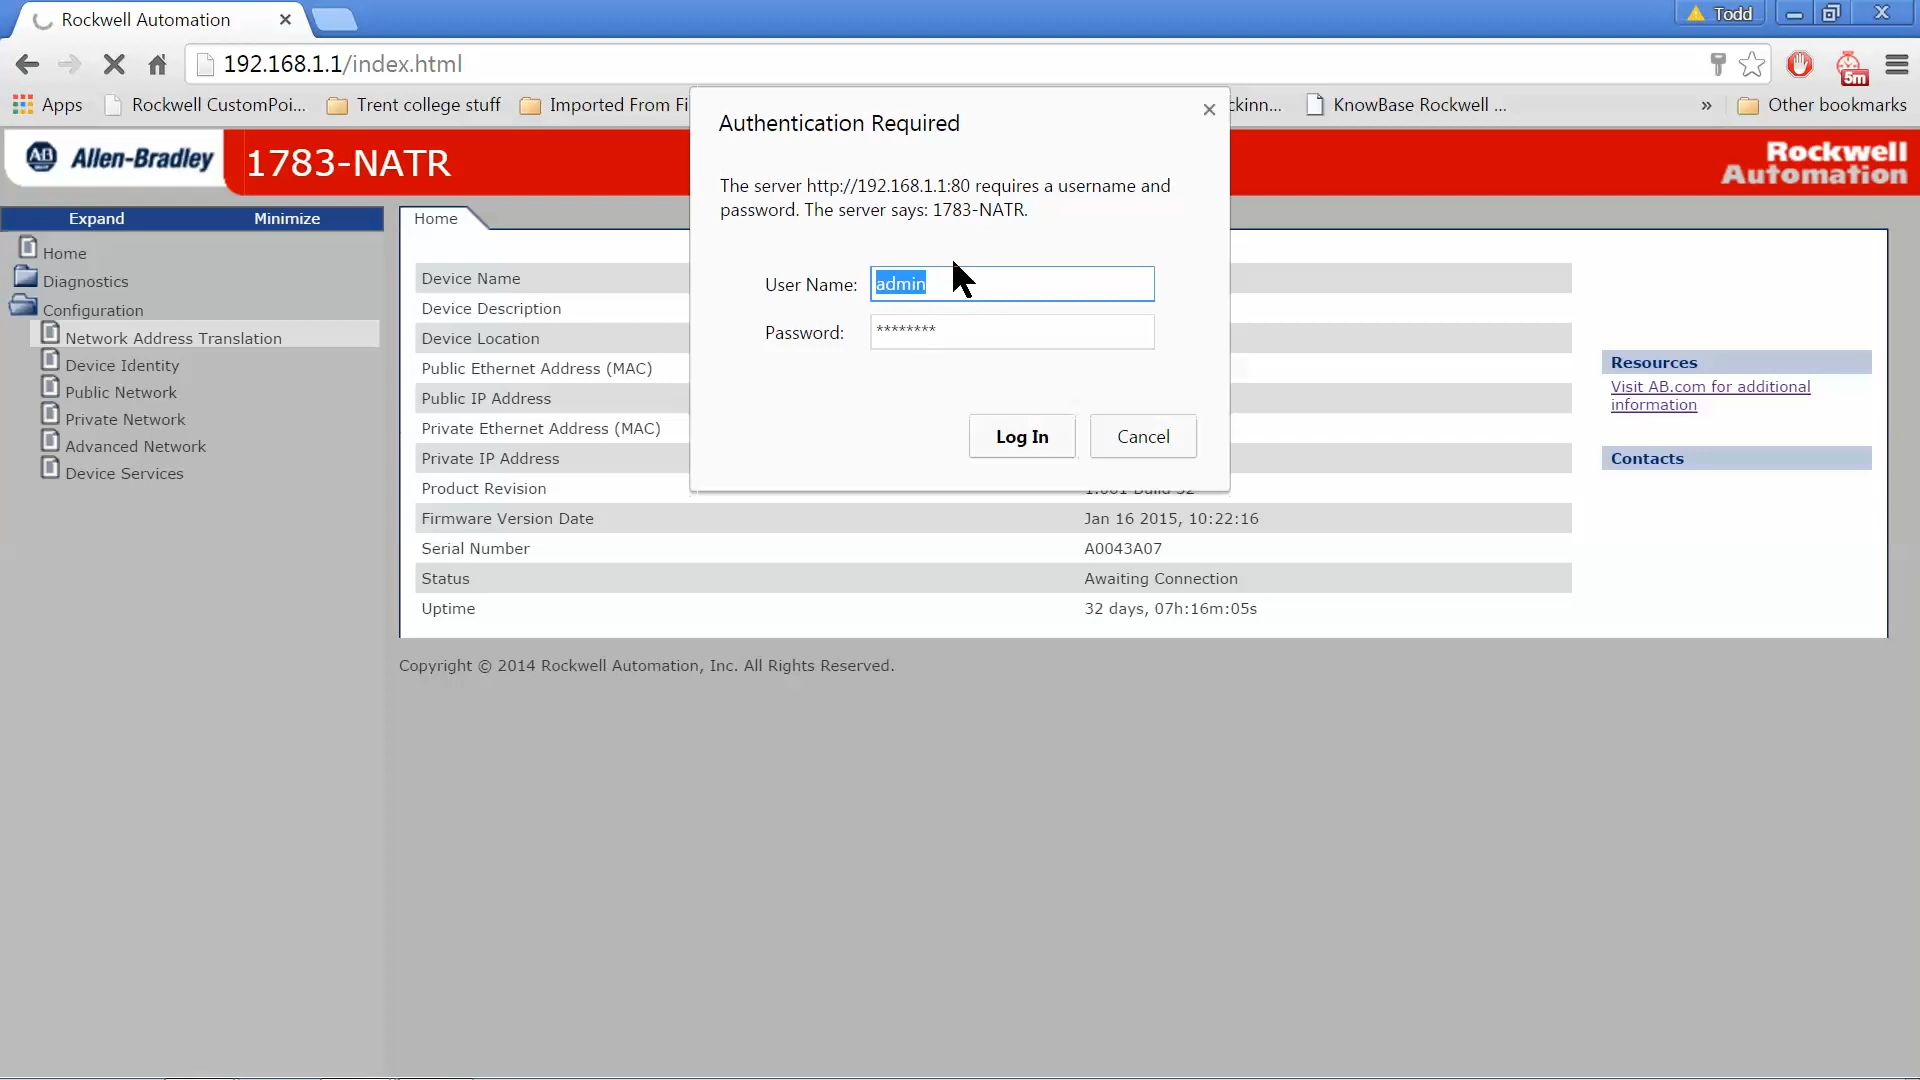 Rockwell Automation
Todd
192.168.1.1/index.html
5m
Apps
Rockwell CustomPoi...
Trent college stuff
Imported From Fi
ckinn...
KnowBase Rockwell ...
»
Other bookmarks
AB Allen-Bradley
1783-NATR
Rockwell
Automation
Authentication Required
The server http://192.168.1.1:80 requires a username and
password. The server says: 1783-NATR.
User Name: admin
Password: ********
Log In
Cancel
Expand
Minimize
Home
Diagnostics
Configuration
Network Address Translation
Device Identity
Public Network
Private Network
Advanced Network
Device Services
Home
Device Name
Device Description
Device Location
Public Ethernet Address (MAC)
Public IP Address
Private Ethernet Address (MAC)
Private IP Address
Product Revision
Firmware Version Date Jan 16 2015, 10:22:16
Serial Number A0043A07
Status Awaiting Connection
Uptime 32 days, 07h:16m:05s
Resources
Visit AB.com for additional
information
Contacts
Copyright © 2014 Rockwell Automation, Inc. All Rights Reserved.